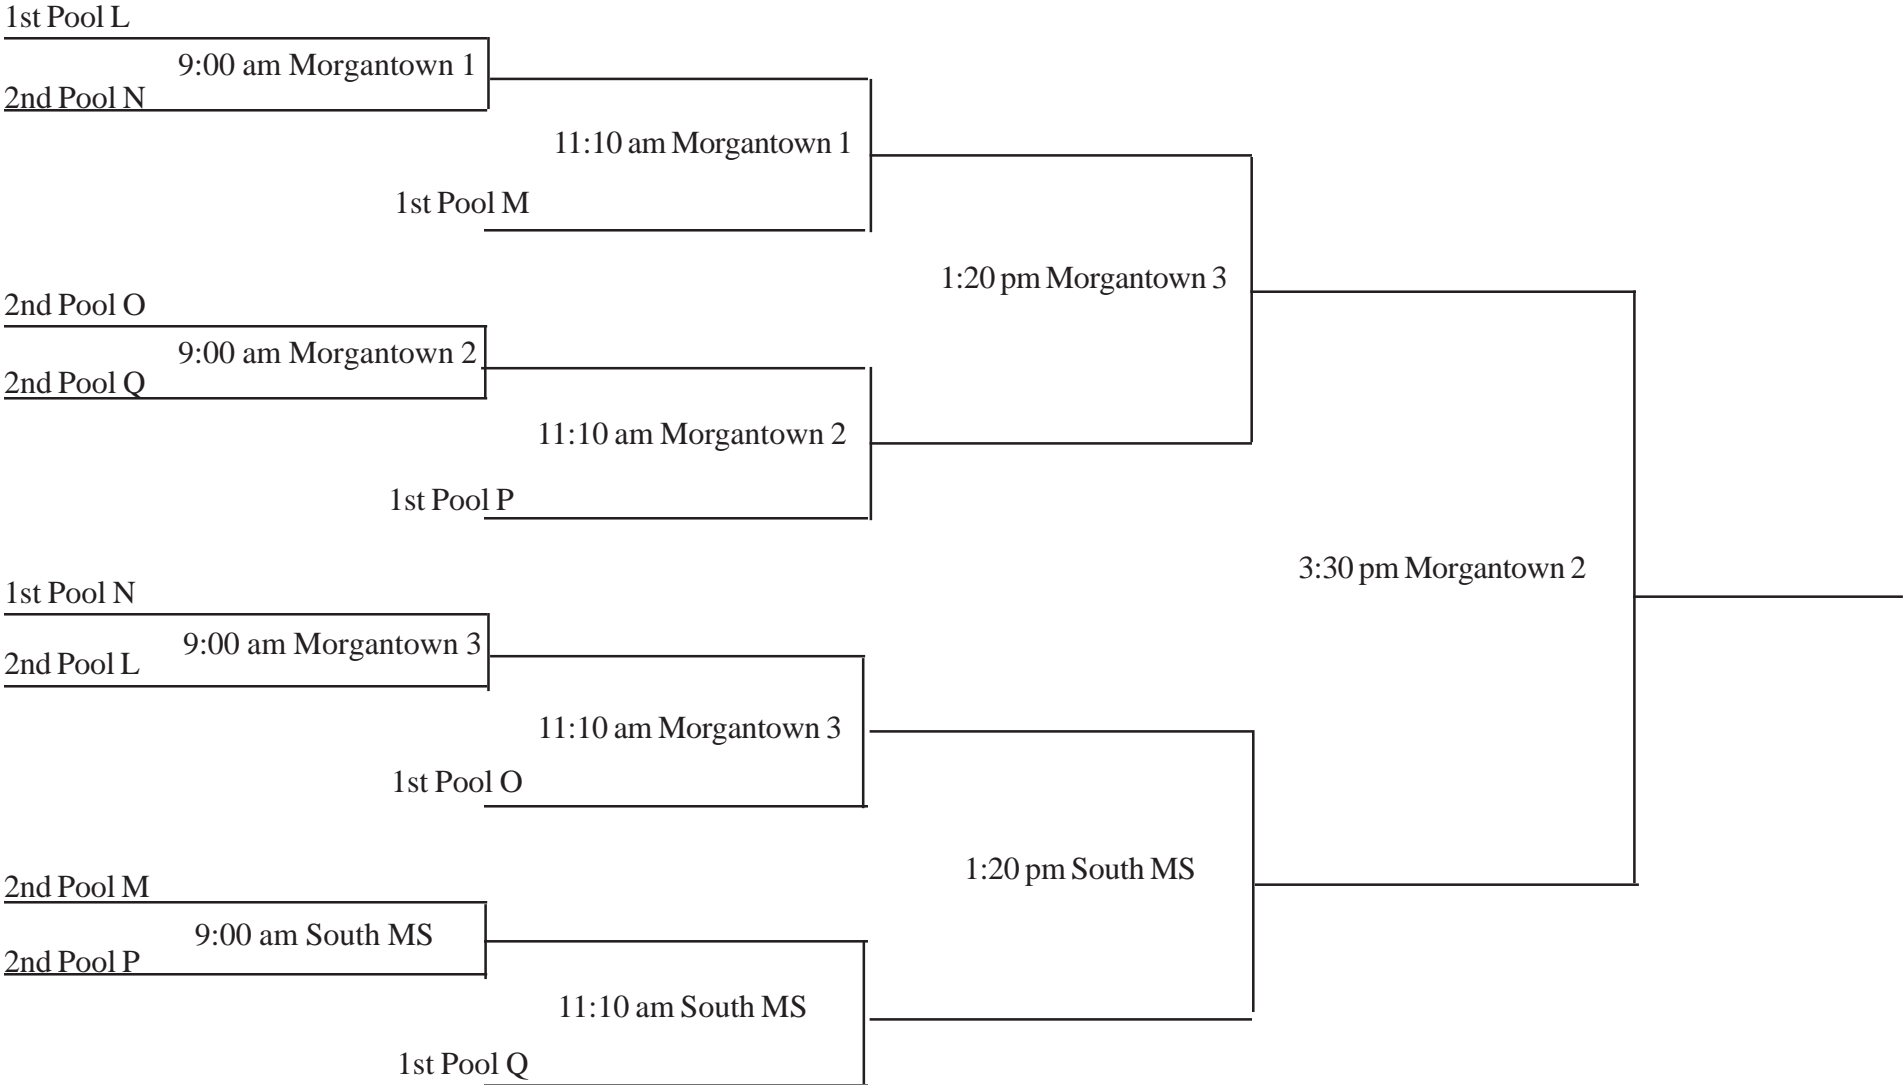 1st Pool L
9:00 am Morgantown 1
2nd Pool N
11:10 am Morgantown 1
1st Pool M
1:20 pm Morgantown 3
2nd Pool O
9:00 am Morgantown 2
2nd Pool Q
11:10 am Morgantown 2
1st Pool P
3:30 pm Morgantown 2
1st Pool N
9:00 am Morgantown 3
2nd Pool L
11:10 am Morgantown 3
1st Pool O
1:20 pm South MS
2nd Pool M
9:00 am South MS
2nd Pool P
11:10 am South MS
1st Pool Q